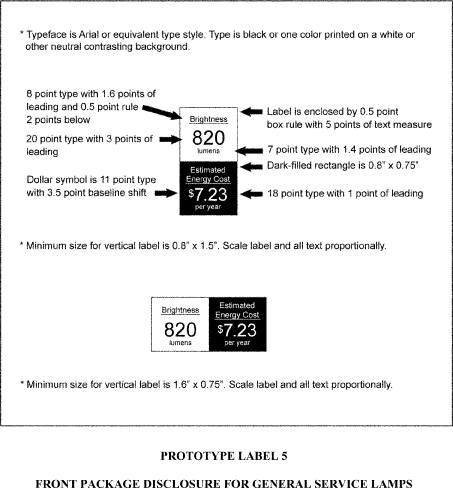 * Typeface is Arial or equivalent type style. Type is black or one color printed on a white or
other neutral contrasting background.
8 point type with 1.6 points of
leading and 0.5 point rule
2 points below
20 point type with 3 points of
leading
Dollar symbol is 11 point type
with 3.5 point baseline shift
Brightness
820
lumens
Estimated
Energy Cost
$7.23
per year
Label is enclosed by 0.5 point
box rule with 5 points of text measure
7 point type with 1.4 points of leading
Dark-filled rectangle is 0.8" x 0.75"
18 point type with 1 point of leading
* Minimum size for vertical label is 0.8" x 1.5". Scale label and all text proportionally.
Brightness
820
lumens
Estimated
Energy Cost
$7.23
per year
* Minimum size for vertical label is 1.6" x 0.75". Scale label and all text proportionally.
PROTOTYPE LABEL 5
FRONT PACKAGE DISCLOSURE FOR GENERAL SERVICE LAMPS